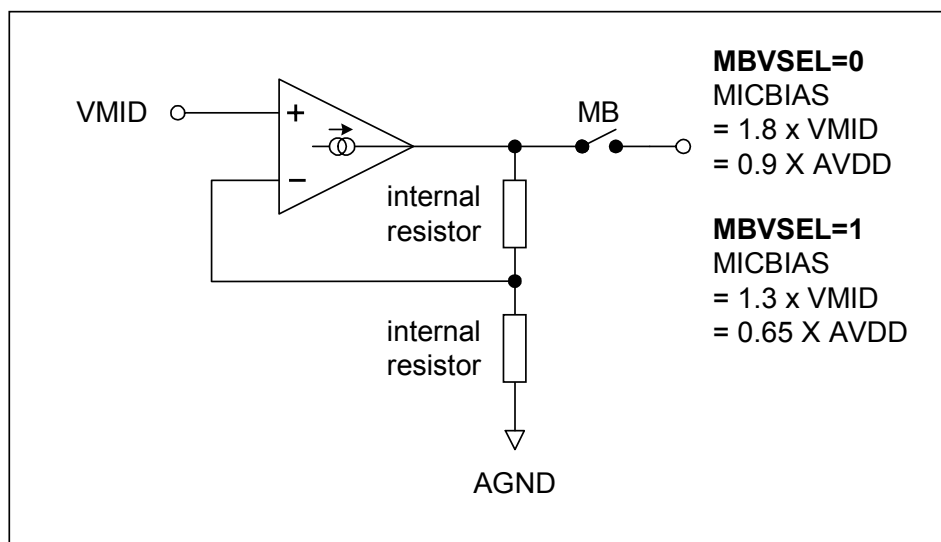 MBVSEL=0
MICBIAS
= 1.8 x VMID
= 0.9 X AVDD
VMID
+
MB
−
internal
resistor
MBVSEL=1
MICBIAS
= 1.3 x VMID
= 0.65 X AVDD
internal
resistor
AGND